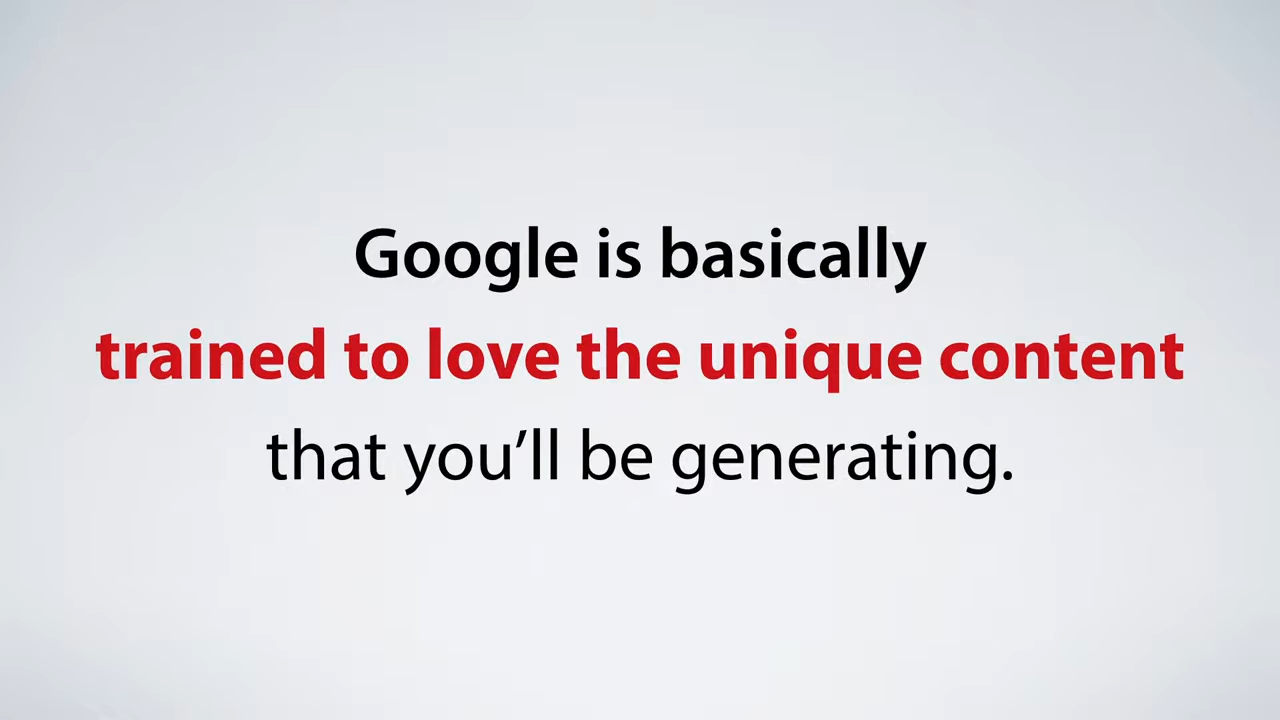 Google is basically
trained to love the unique content
that you’ll be generating.